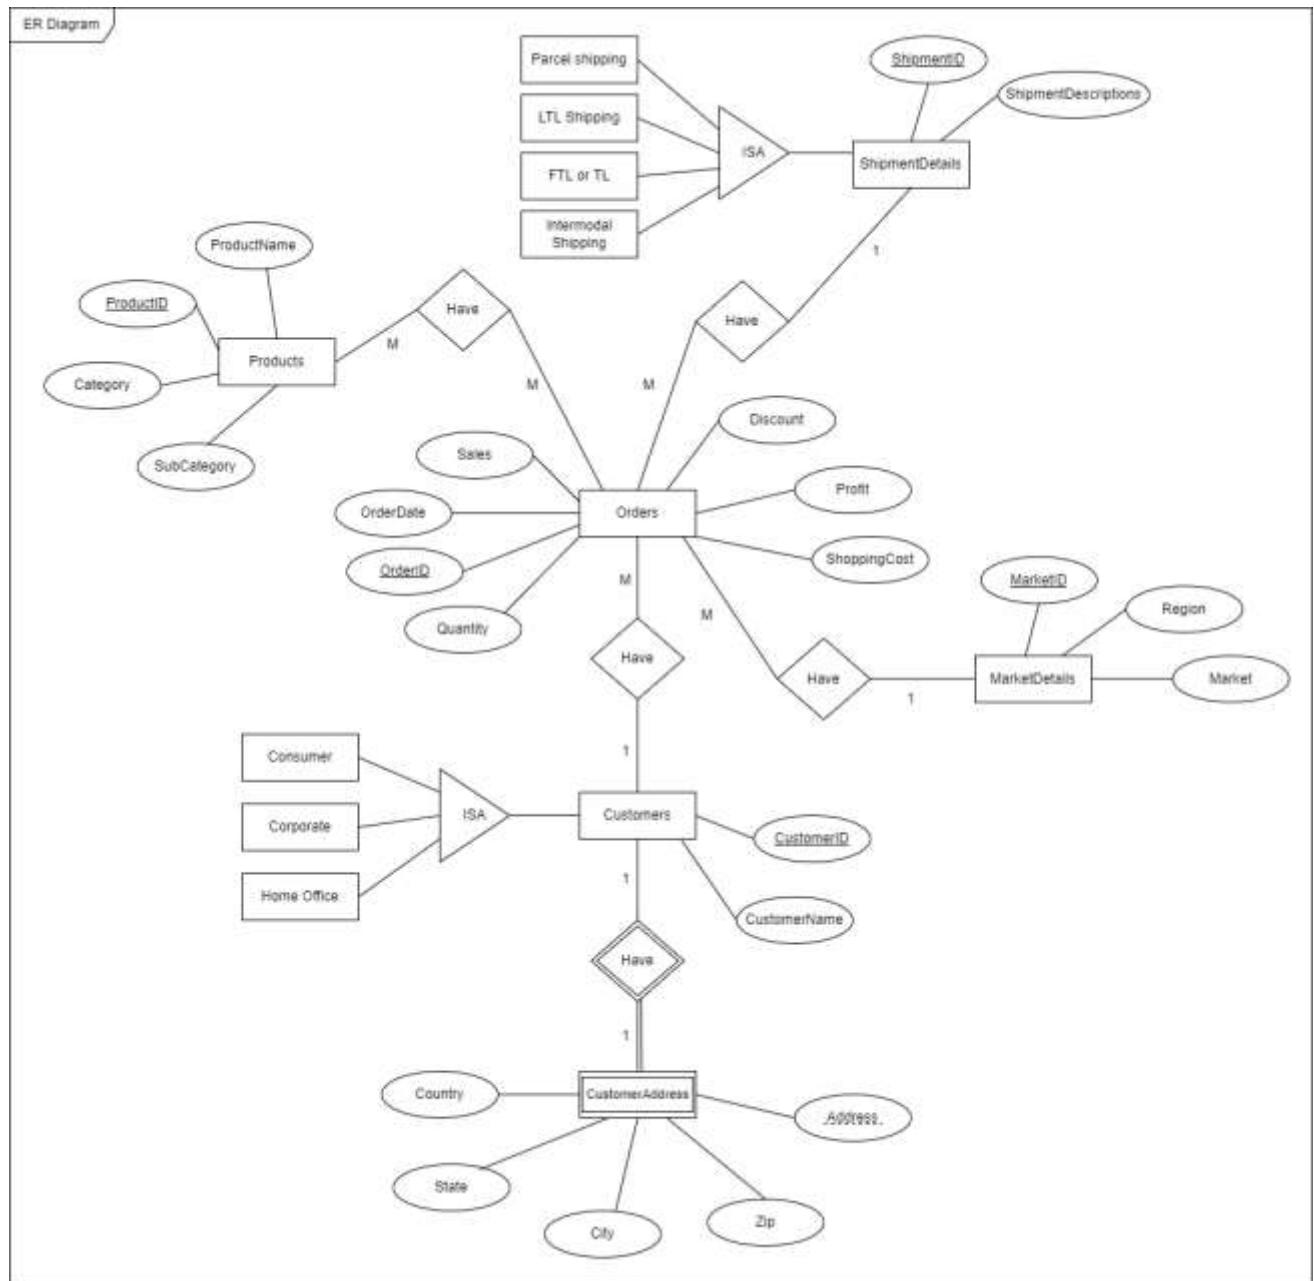 ER Diagram
Parcel shipping
ShipmentID
ShipmentDescriptions
LTL Shipping
ISA
ShipmentDetails
FTL or TL
Intermodal
Shipping
1
ProductName
ProductID
Have
Have
M
Products
Category
M
M
SubCategory
Discount
Sales
Profit
OrderDate
Orders
ShoppingCost
OrderID
M
MarketID
Quantity
M
Region
Have
Have
MarketDetails
Market
1
1
Consumer
ISA
Customers
Corporate
CustomerID
Home Office
1
CustomerName
Have
1
Country
CustomerAddress
Address
State
City
Zip